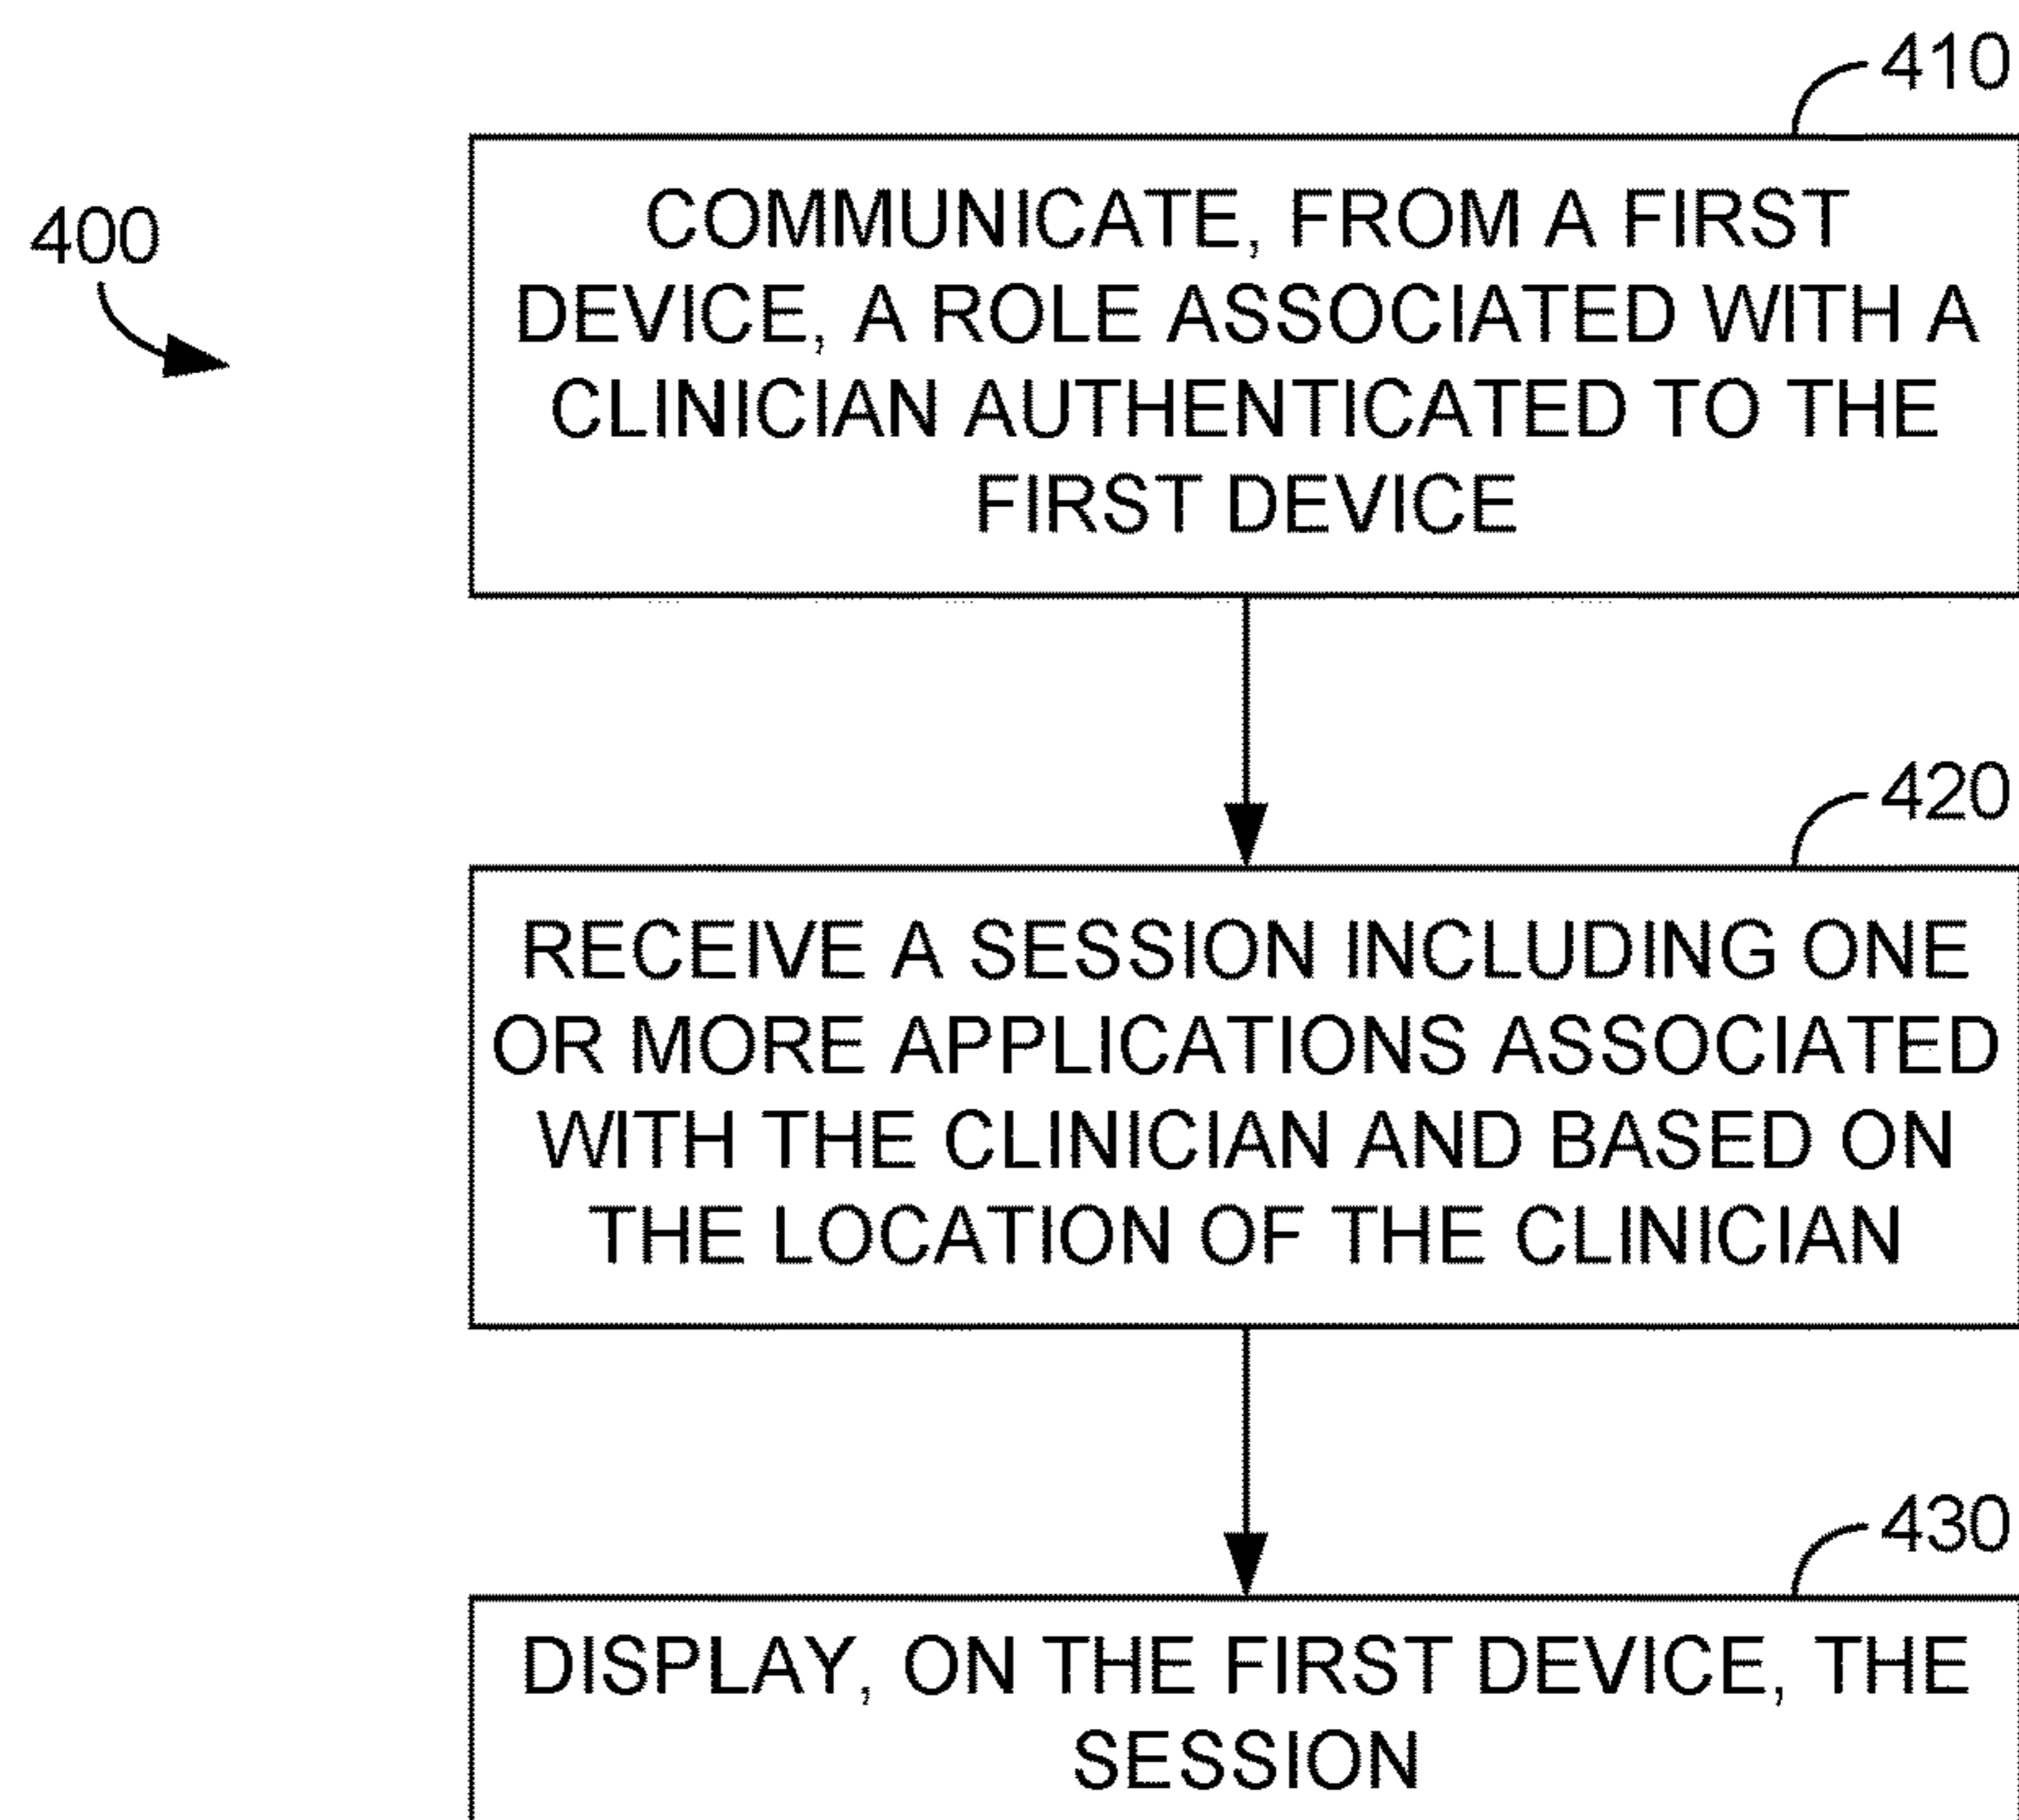 410
400
COMMUNICATE, FROM A FIRST
DEVICE, A ROLE ASSOCIATED WITH A
CLINICIAN AUTHENTICATED TO THE
FIRST DEVICE
420
RECEIVE A SESSION INCLUDING ONE
OR MORE APPLICATIONS ASSOCIATED
WITH THE CLINICIAN AND BASED ON
THE LOCATION OF THE CLINICIAN
430
DISPLAY, ON THE FIRST DEVICE, THE
SESSION